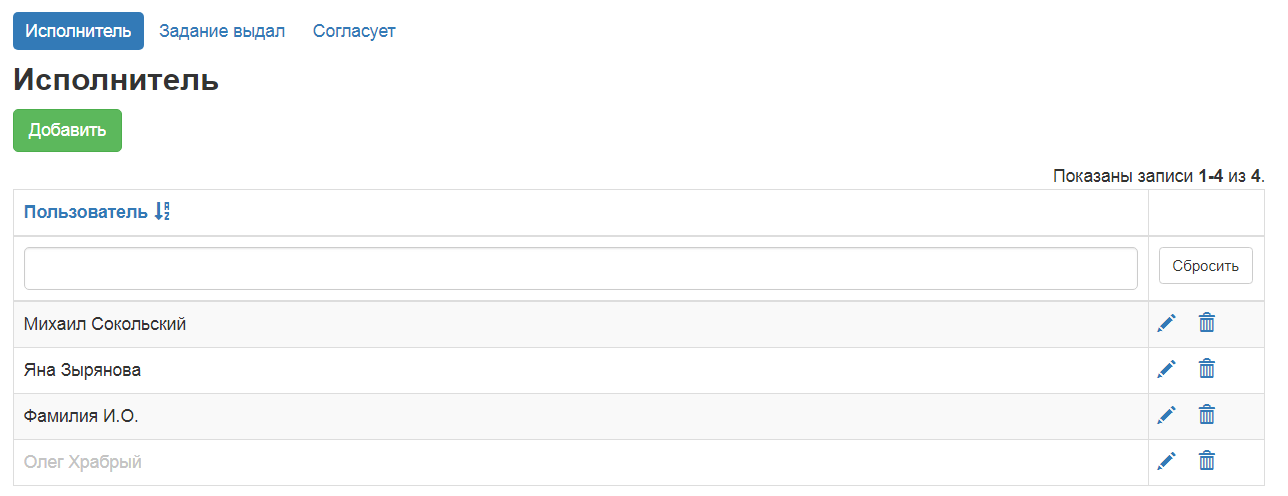 Исполнитель Задание выдал Согласует
Исполнитель
Добавить
Показаны записи 1-4 из 4.
Пользователь
Сбросить
Михаил Сокольский
Яна Зырянова
Фамилия И.О.
Олег Храбрый